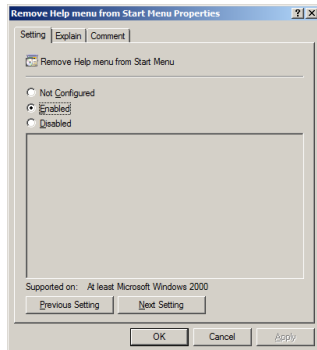 Remove Help menu from Start Menu Properties
Setting Explain Comment
Remove Help menu from Start Menu
Not Configured
Enabled
Disabled
Supported on: At least Microsoft Windows 2000
Previous Setting Next Setting
OK Cancel Apply